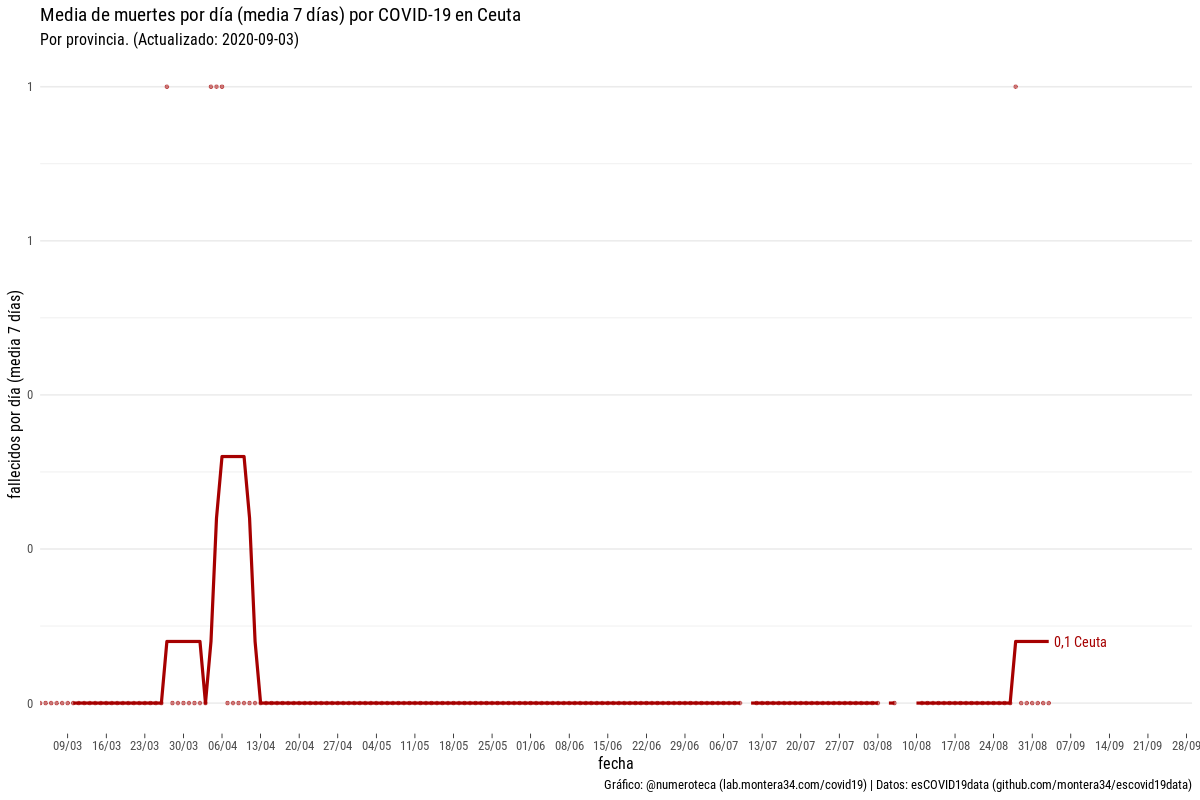 Media de muertes por día (media 7 días) por COVID-19 en Ceuta
Por provincia. (Actualizado: 2020-09-03)
fallecidos por día (media 7 días)
1
1
0
0
0
0,1 Ceuta
09/03 16/03 23/03 30/03 6/04 13/04 20/04 27/04 04/05 11/05 18/05 25/05 01/06 08/06 15/06 22/06 29/06 06/07 13/07 20/07 27/07 03/08 10/08 17/08 24/08 31/08 07/09 14/09 21/09 28/09
fecha
Gráfico: @numeroteca (lab.montera34.com/covid19) | Datos: esCOVID19data (github.com/montera34/escovid19data)